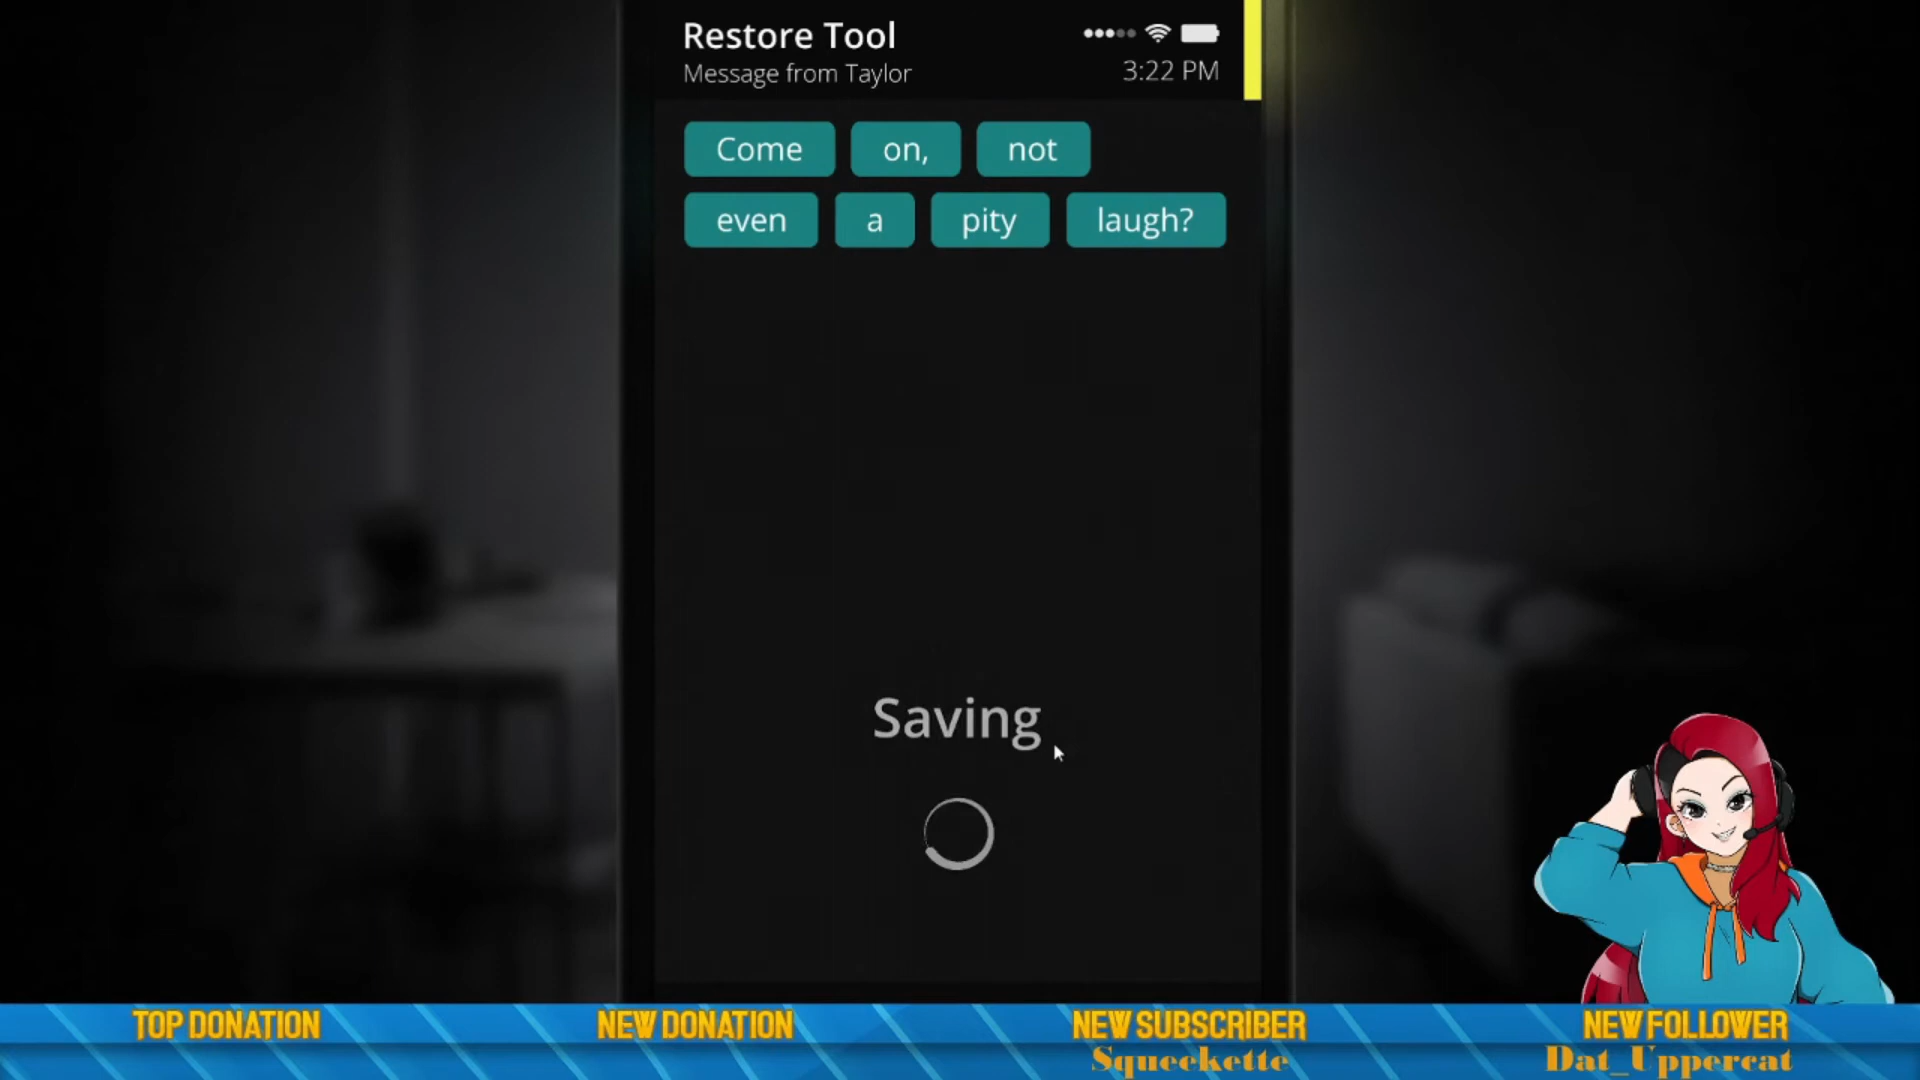 Restore Tool
Message from Taylor
3:22 PM
Come on, not
even a pity laugh?
Saving
TOP DONATION
NEW DONATION
NEW SUBSCRIBER
Squeekette
NEW FOLLOWER
Dat_Uppercat